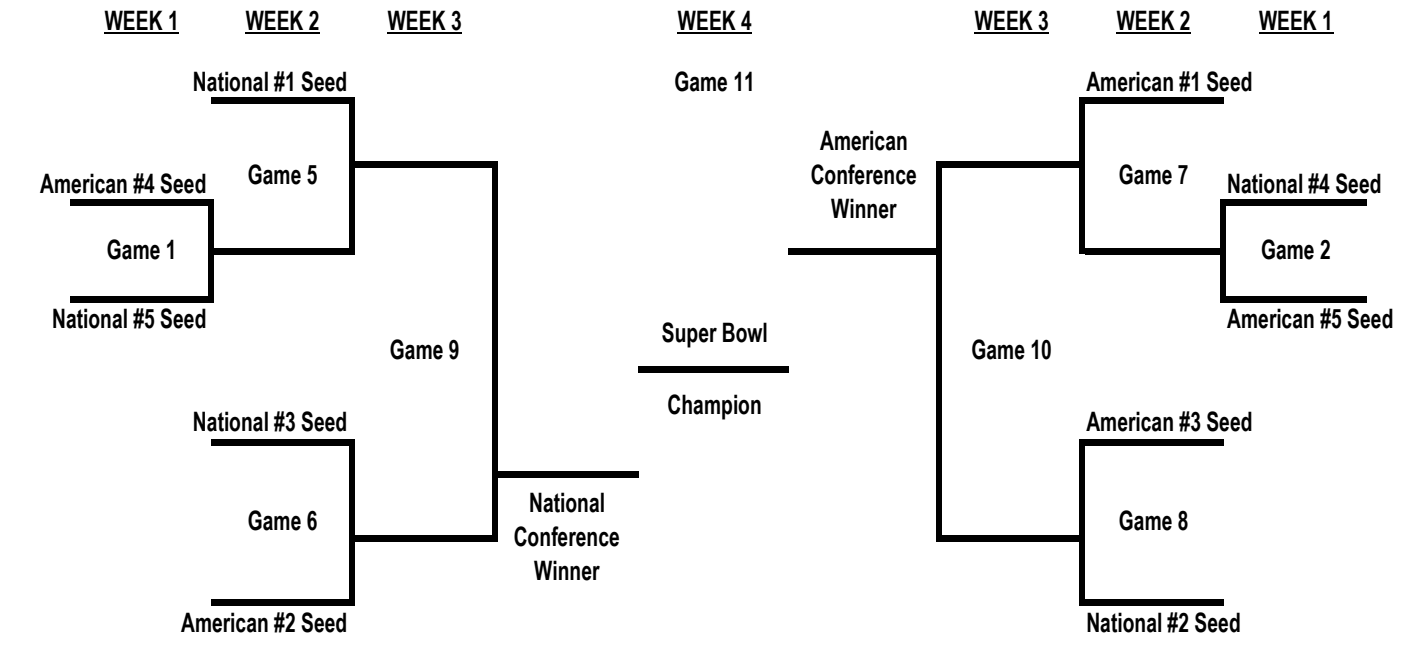 WEEK 1 WEEK 2 WEEK 3 WEEK 4 WEEK 3 WEEK 2 WEEK 1
National #1 Seed Game 11 American #1 Seed
American
Conference
Winner
Game 5 Game 7
American #4 Seed National #4 Seed
Game 1 Game 2
National #5 Seed American #5 Seed
Super Bowl
Game 9 Game 10
Champion
National #3 Seed American #3 Seed
National
Conference
Winner
Game 6 Game 8
American #2 Seed National #2 Seed